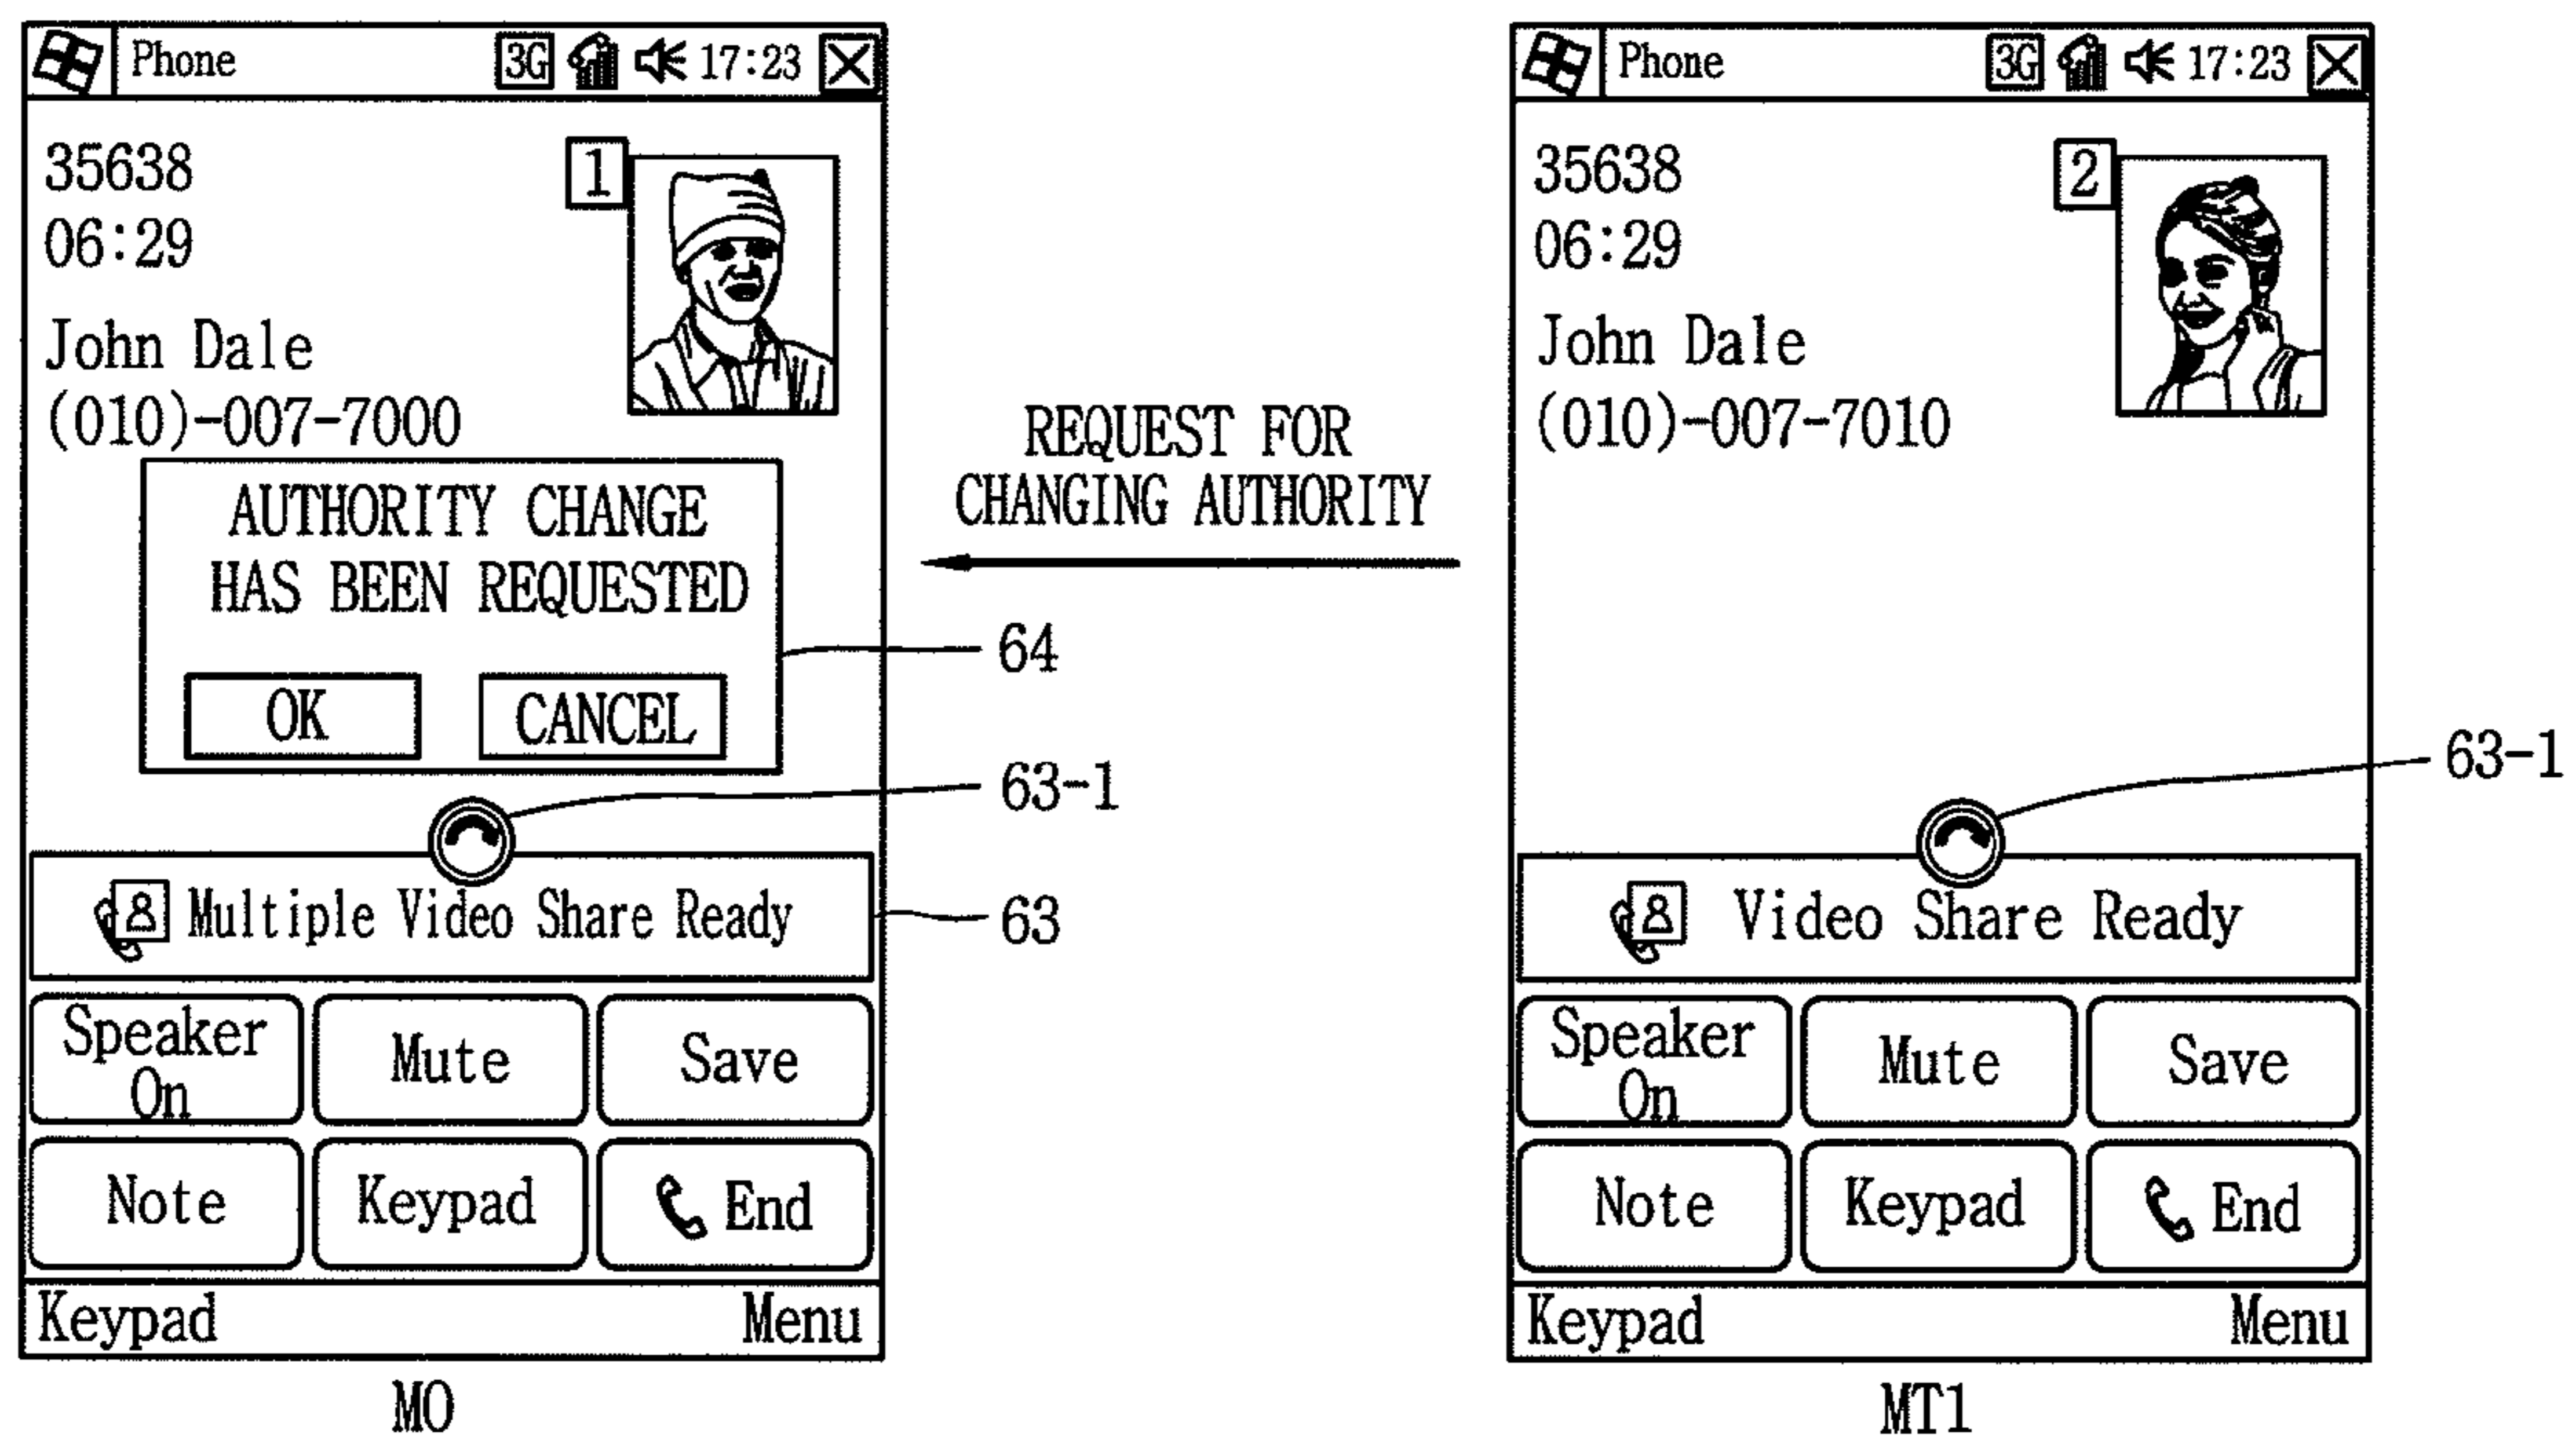 Phone 3G 17:23
35638
1
06:29
John Dale
(010)-007-7000
AUTHORITY CHANGE
HAS BEEN REQUESTED
OK CANCEL
64
63-1
Multiple Video Share Ready
63
Speaker
On
Mute
Save
Note
Keypad
End
Keypad Menu
MO
REQUEST FOR
CHANGING AUTHORITY
Phone 3G 17:23
35638
2
06:29
John Dale
(010)-007-7010
63-1
Video Share Ready
Speaker
On
Mute
Save
Note
Keypad
End
Keypad Menu
MT1